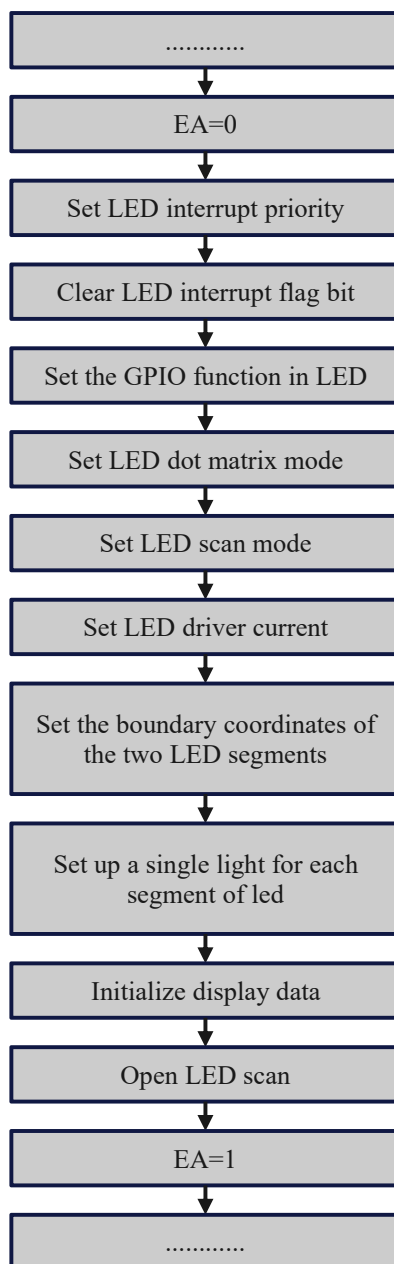 ............
EA=0
Set LED interrupt priority
Clear LED interrupt flag bit
Set the GPIO function in LED
Set LED dot matrix mode
Set LED scan mode
Set LED driver current
Set the boundary coordinates of
the two LED segments
Set up a single light for each
segment of led
Initialize display data
Open LED scan
EA=1
............